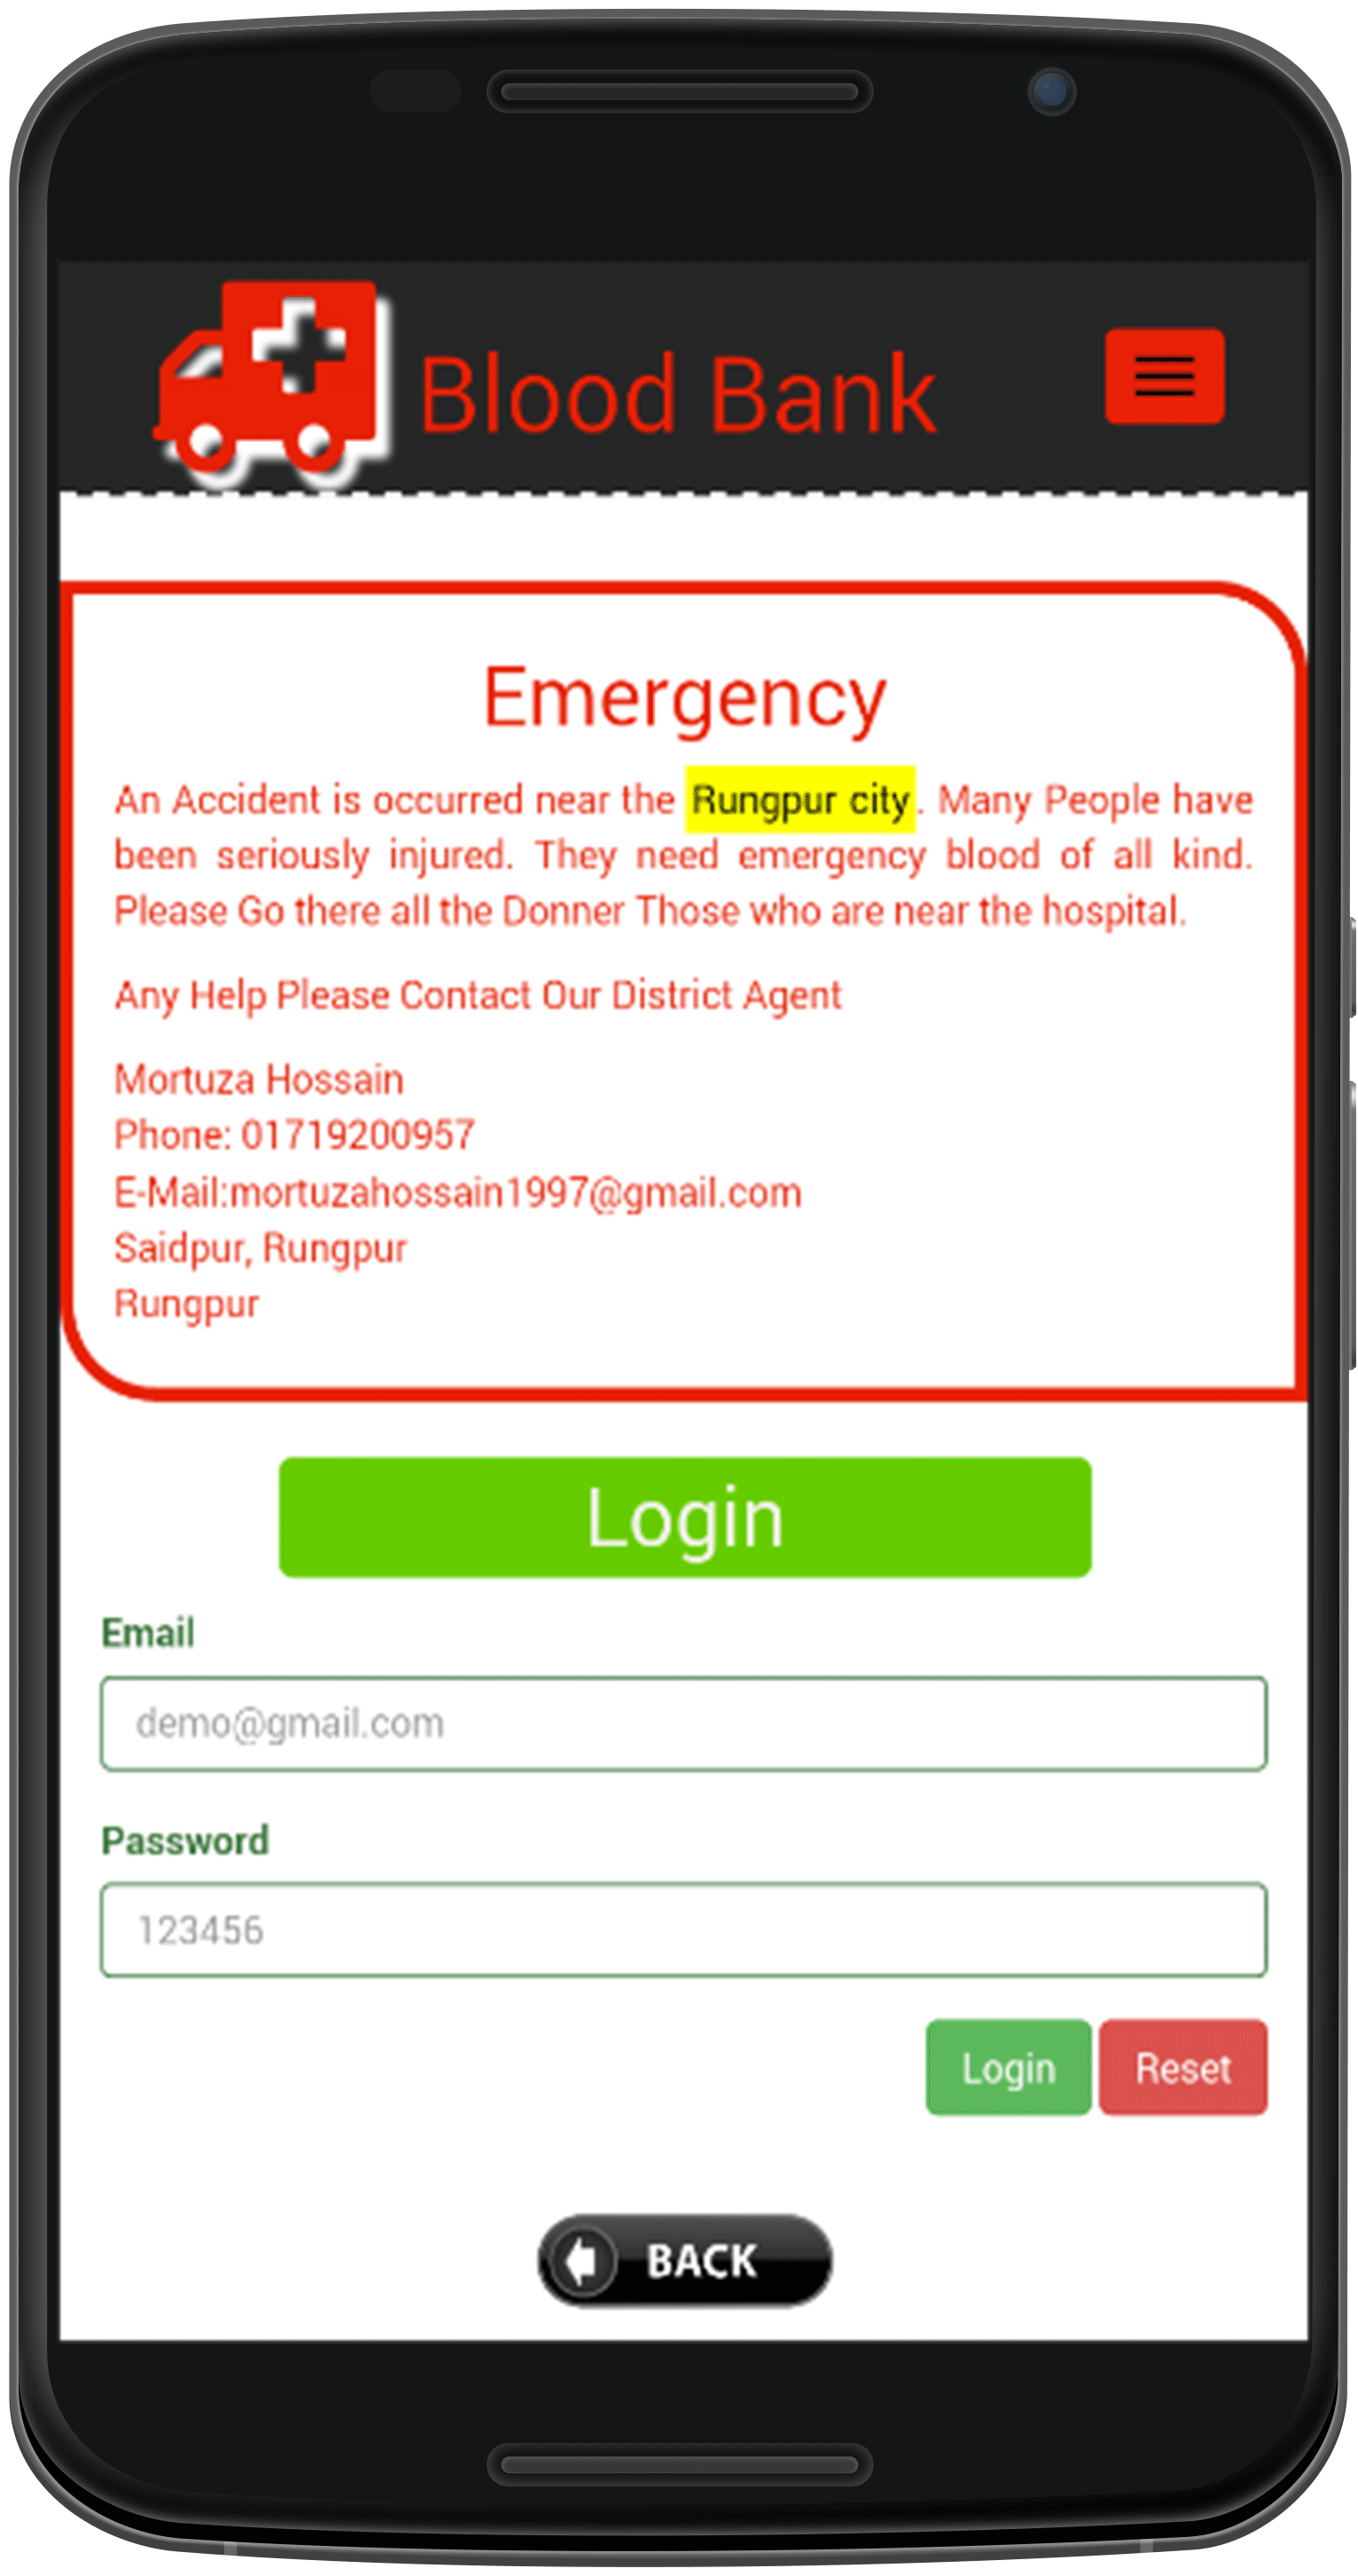 Blood Bank
Emergency
An Accident is occurred near the Rungpur city. Many People have
been seriously injured. They need emergency blood of all kind.
Please Go there all the Donner Those who are near the hospital.
Any Help Please Contact Our District Agent
Mortuza Hossain
Phone: 01719200957
E-Mail:mortuzahossain1997@gmail.com
Saidpur, Rungpur
Rungpur
Login
Email
demo@gmail.com
Password
123456
Login Reset
BACK